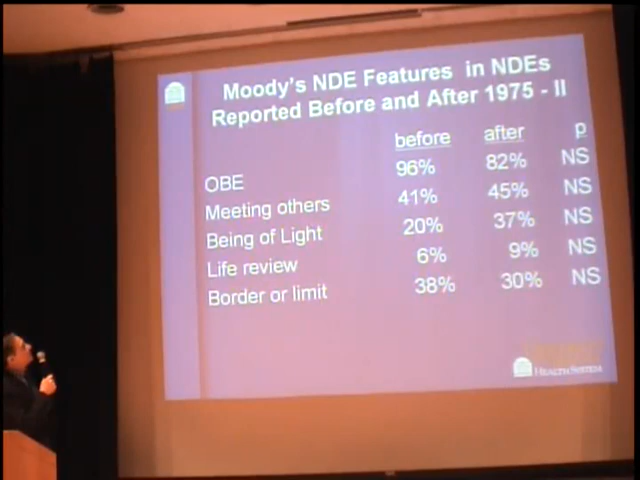 Moody's NDE Features in NDEs
Reported Before and After 1975 - II
before after p
OBE 96% 82% NS
Meeting others 41% 45% NS
Being of Light 20% 37% NS
Life review 6% 9% NS
Border or limit 38% 30% NS
HEALTH SYSTEM